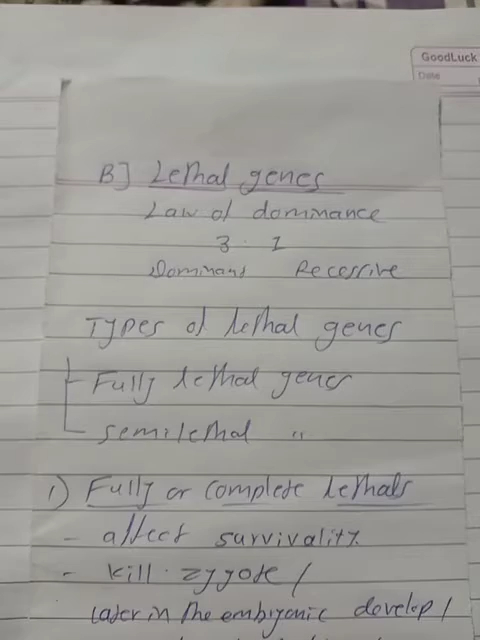 GoodLuck
Date
B] Lethal genes
Law of dominance
3 : 1
Dominant Recessive
Types of lethal genes
Fully lethal genes
semilethal "
1) Fully or complete lethals
- affect survivality.
- kill zygote /
later in the embryonic develop /